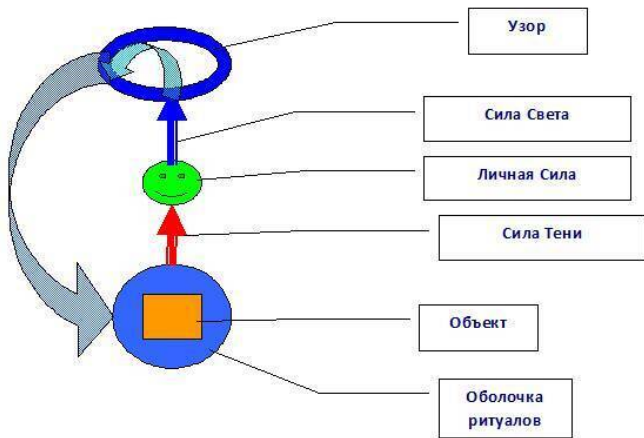 Узор
Сила Света
Личная Сила
Сила Тени
Объект
Оболочка
ритуалов